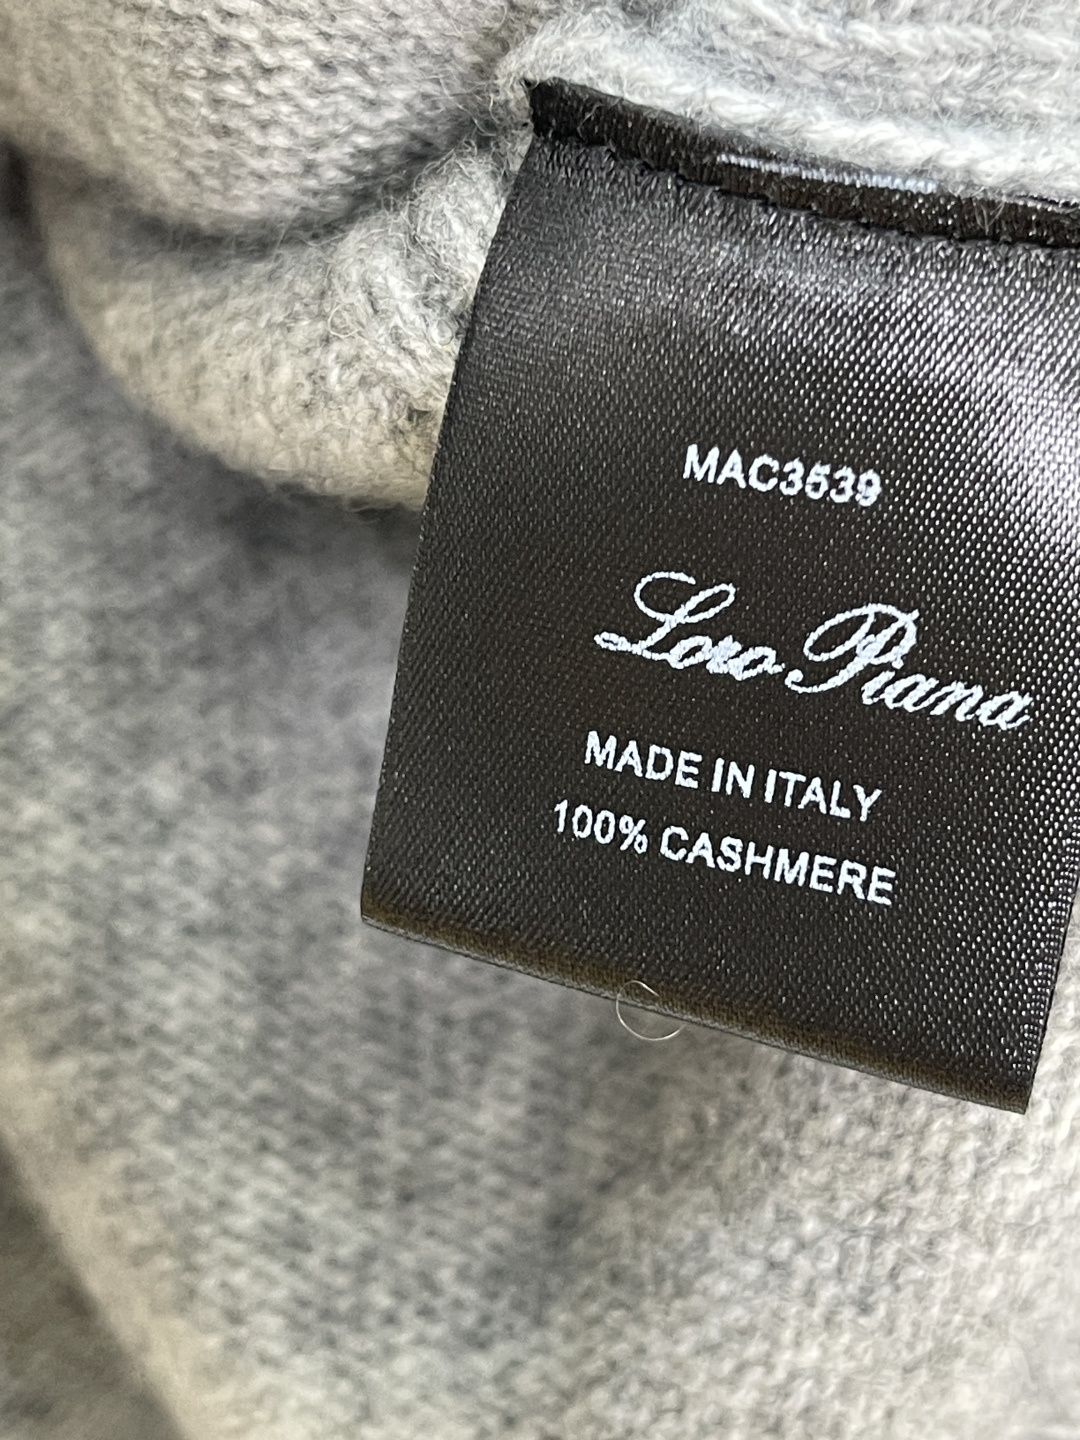 MAC3539
Loro Piana
MADE IN ITALY
100% CASHMERE